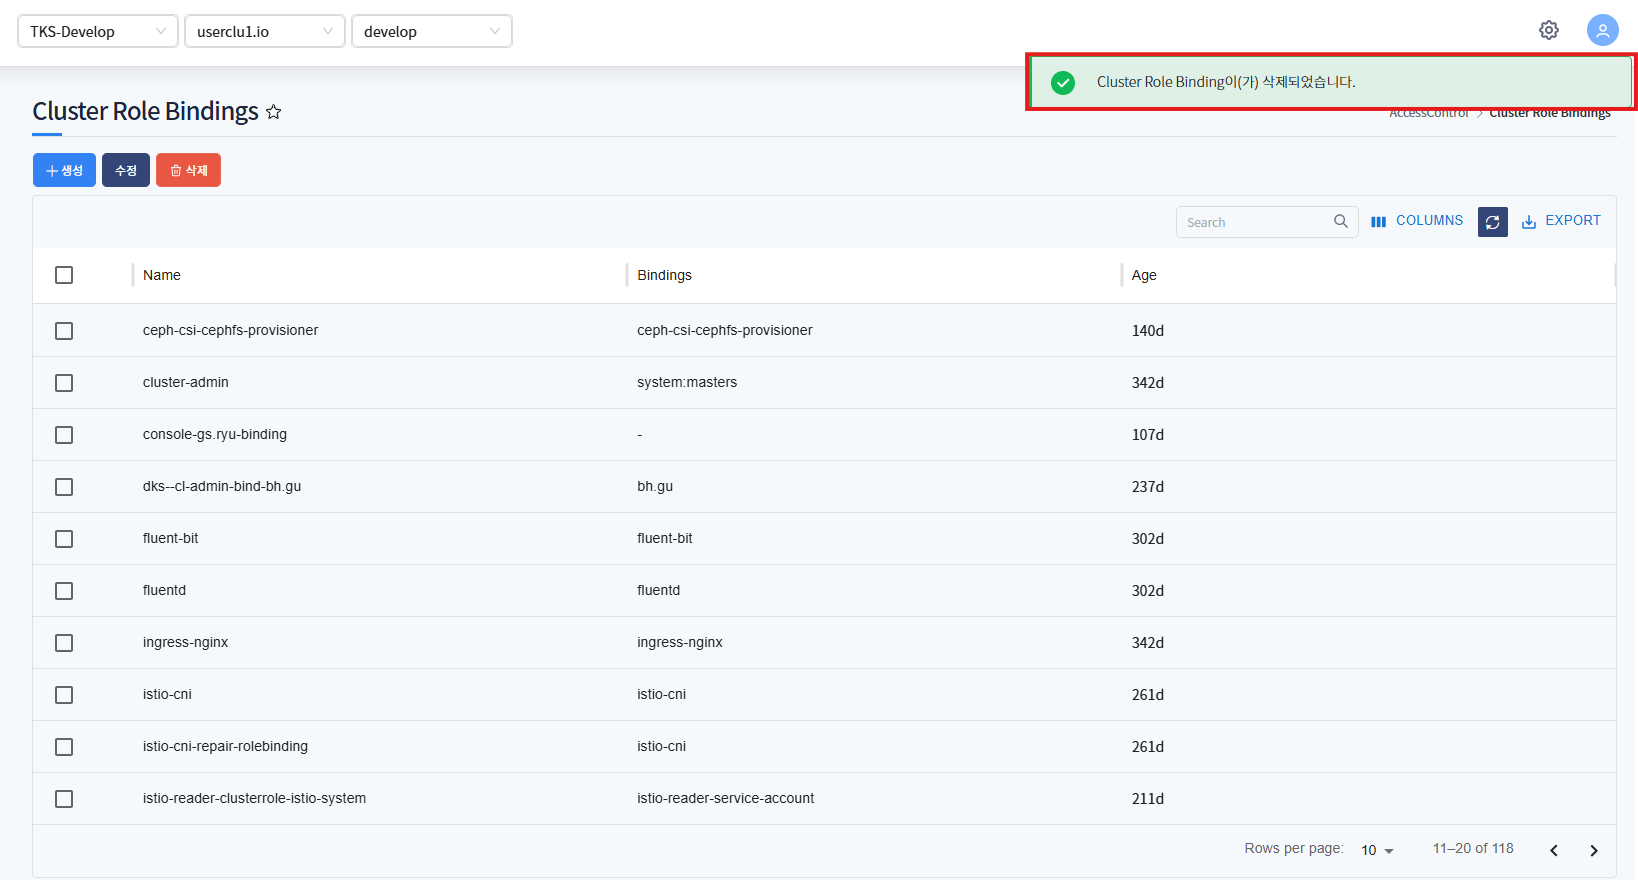 TKS-Develop userclu1.io develop
Cluster Role Binding이(가) 삭제되었습니다.
Cluster Role Bindings
AccessControl > Cluster Role Bindings
생성 수정 삭제
Search COLUMNS EXPORT
Name Bindings Age
ceph-csi-cephfs-provisioner ceph-csi-cephfs-provisioner 140d
cluster-admin system:masters 342d
console-gs.ryu-binding - 107d
dks--cl-admin-bind-bh.gu bh.gu 237d
fluent-bit fluent-bit 302d
fluentd fluentd 302d
ingress-nginx ingress-nginx 342d
istio-cni istio-cni 261d
istio-cni-repair-rolebinding istio-cni 261d
istio-reader-clusterrole-istio-system istio-reader-service-account 211d
Rows per page: 10 11–20 of 118